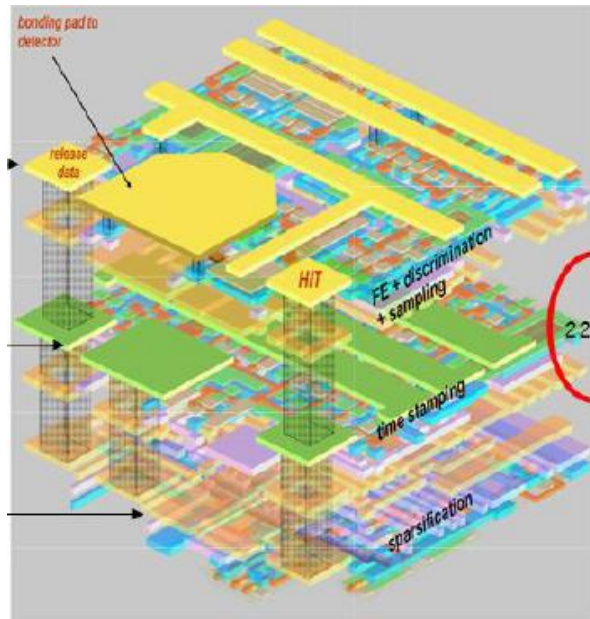 bonding pad to
detector
release
data
HIT
FE + discrimination
+ sampling
time stamping
sparsification
2-2